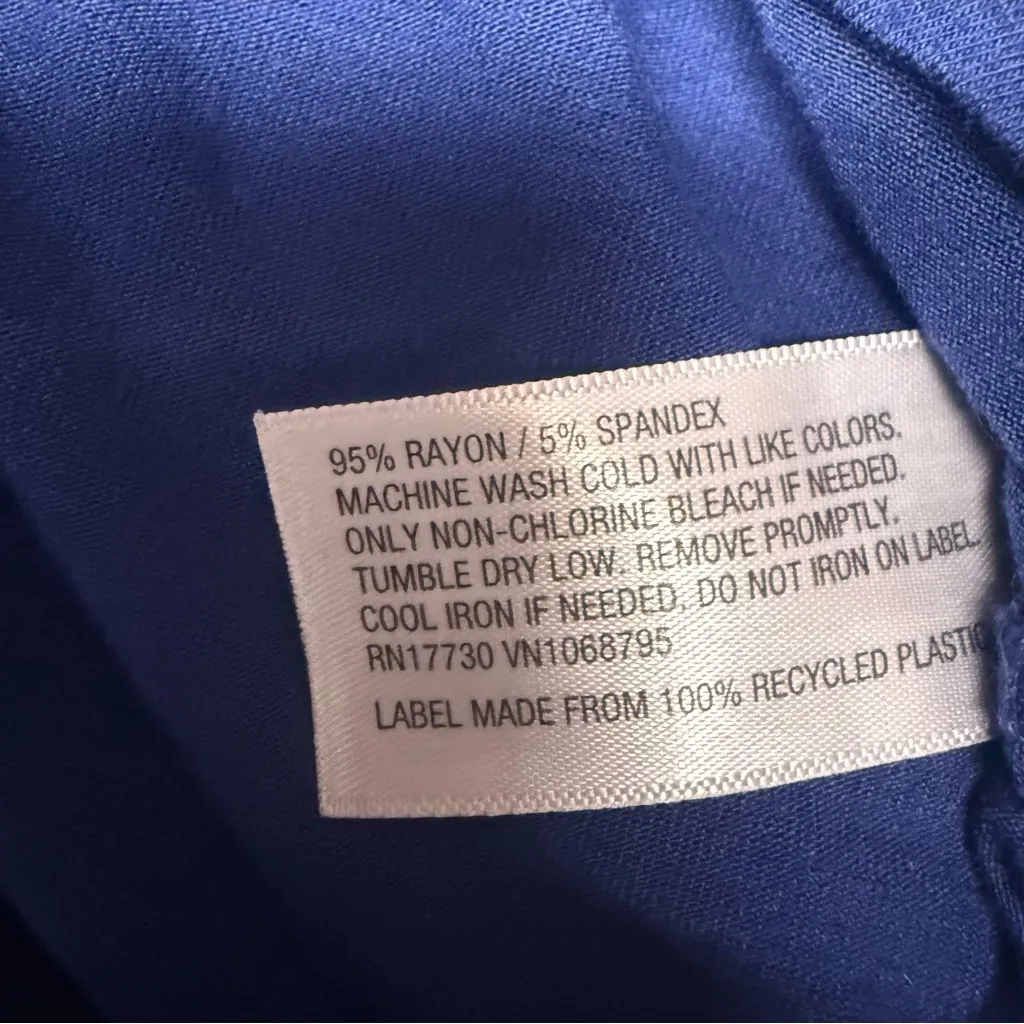 95% RAYON / 5% SPANDEX
MACHINE WASH COLD WITH LIKE COLORS.
ONLY NON-CHLORINE BLEACH IF NEEDED.
TUMBLE DRY LOW. REMOVE PROMPTLY.
COOL IRON IF NEEDED. DO NOT IRON ON LABEL.
RN17730 VN1068795
LABEL MADE FROM 100% RECYCLED PLASTIC